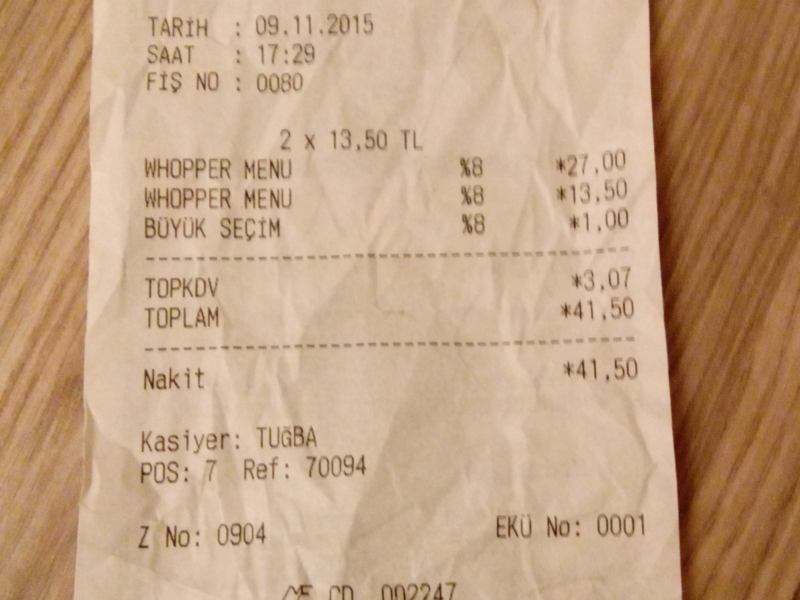 TARİH : 09.11.2015
SAAT : 17:29
FİŞ NO : 0080
2 x 13,50 TL
WHOPPER MENU %8 *27,00
WHOPPER MENU %8 *13,50
BÜYÜK SEÇİM %8 *1,00
TOPKDV *3,07
TOPLAM *41,50
Nakit *41,50
Kasiyer: TUĞBA
POS: 7 Ref: 70094
Z No: 0904 EKÜ No: 0001
CD 002247